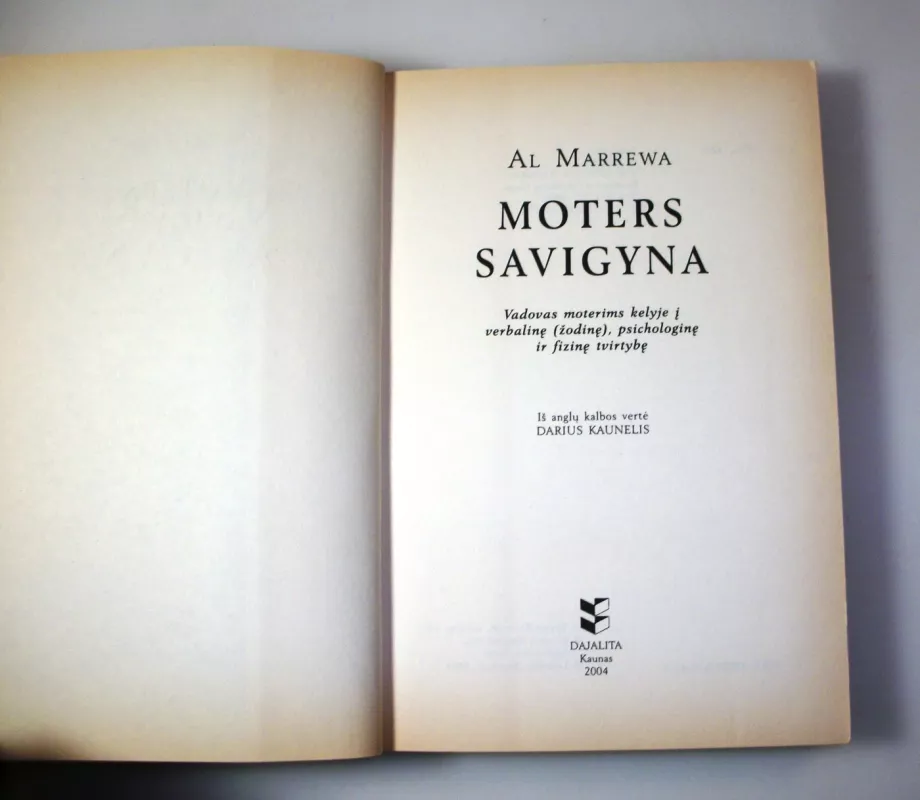 AL MARREWA
MOTERS
SAVIGYNA
Vadovas moterims kelyje į
verbalinę (žodinę), psichologinę
ir fizinę tvirtybę
Iš anglų kalbos vertė
DARIUS KAUNELIS
DAJALITA
Kaunas
2004